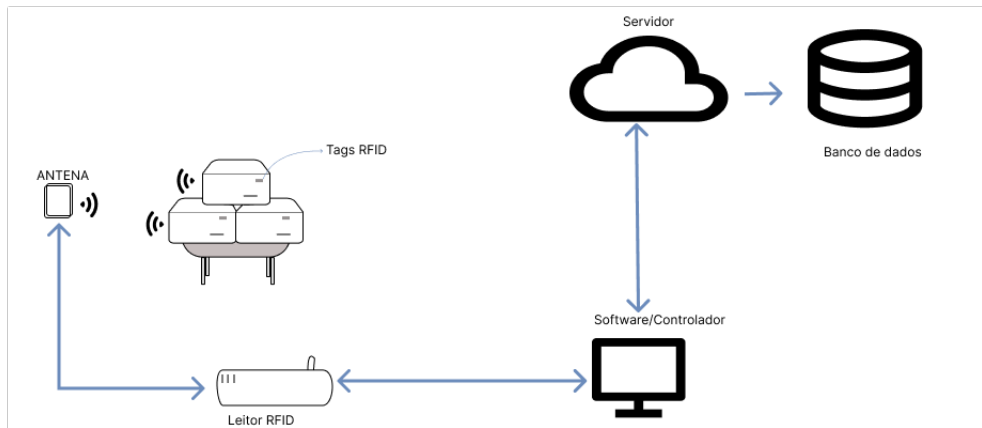 Servidor
Banco de dados
Tags RFID
ANTENA
Software/Controlador
Leitor RFID